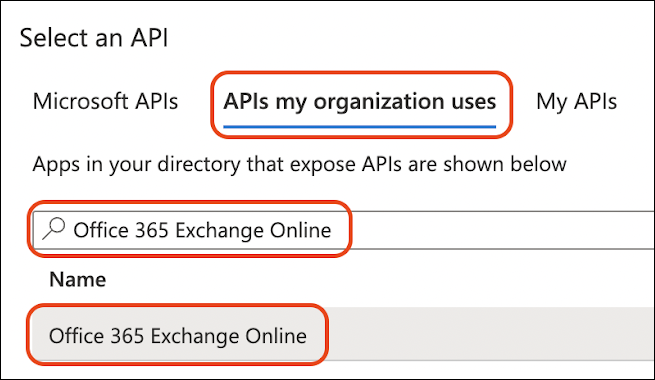 Select an API
Microsoft APIs APIs my organization uses My APIs
Apps in your directory that expose APIs are shown below
Office 365 Exchange Online
Name
Office 365 Exchange Online